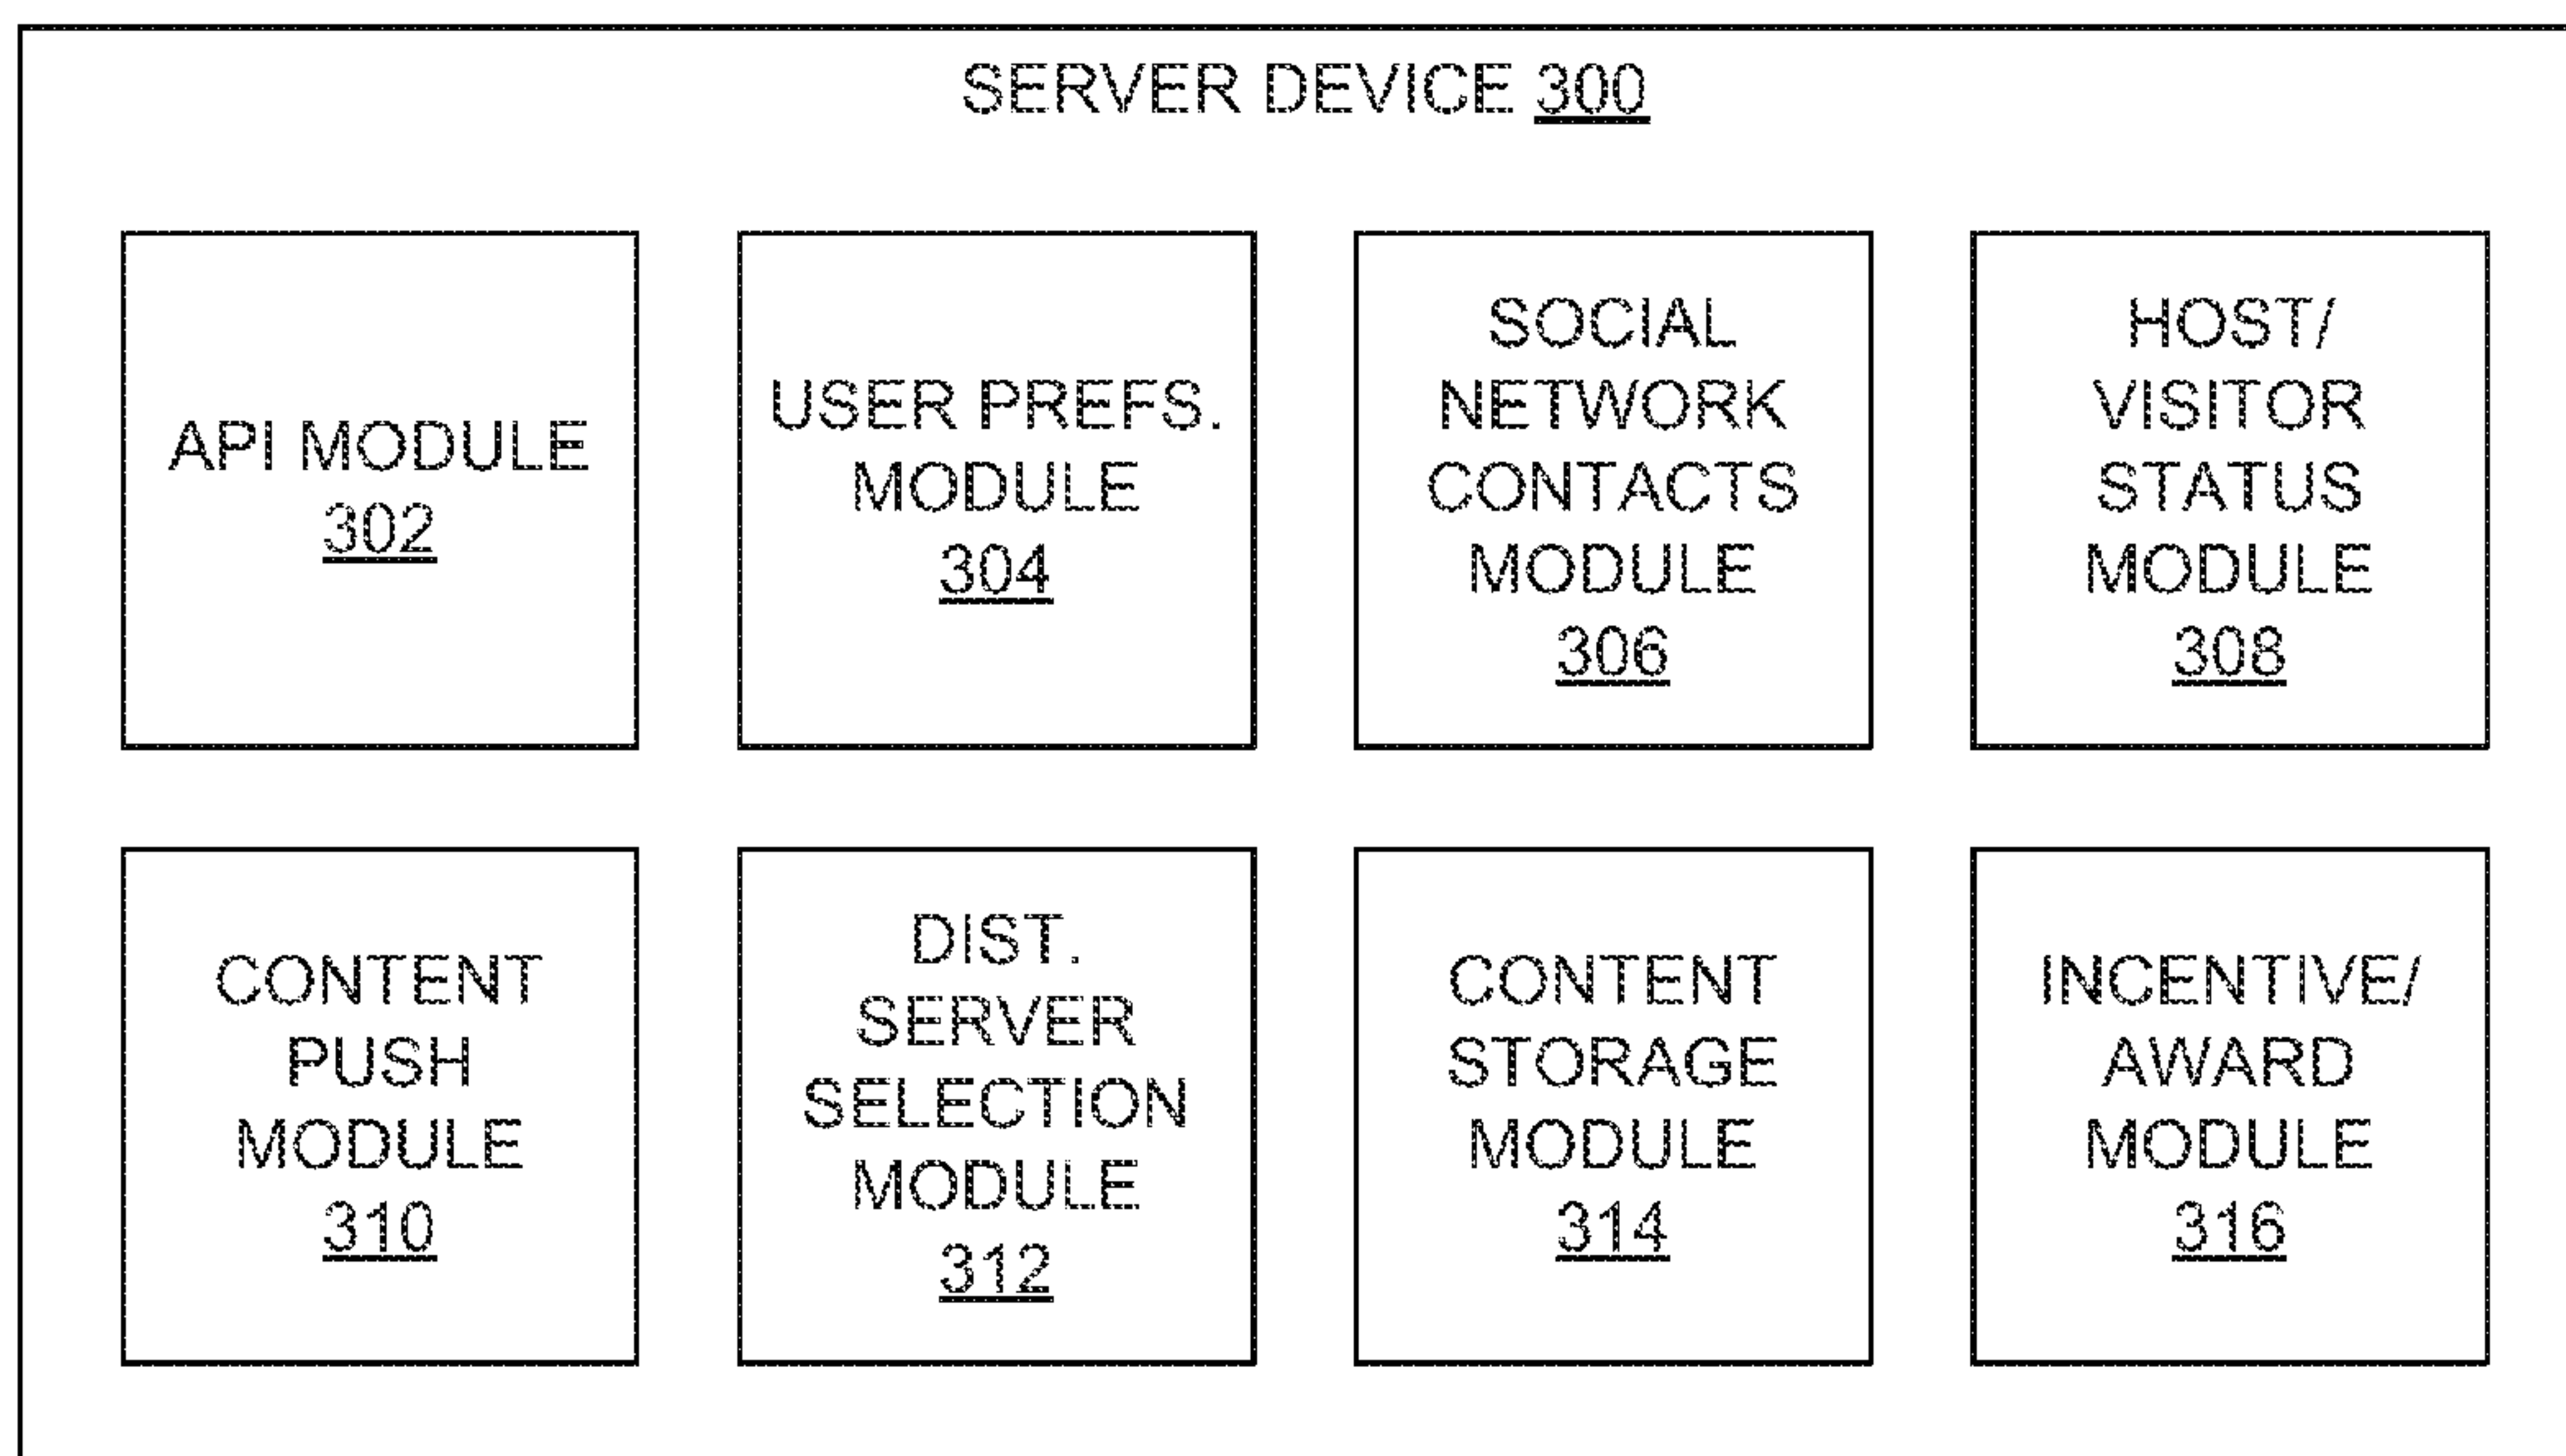 SERVER DEVICE 300
API MODULE
302
USER PREFS.
MODULE
304
SOCIAL
NETWORK
CONTACTS
MODULE
306
HOST/
VISITOR
STATUS
MODULE
308
CONTENT
PUSH
MODULE
310
DIST.
SERVER
SELECTION
MODULE
312
CONTENT
STORAGE
MODULE
314
INCENTIVE/
AWARD
MODULE
316